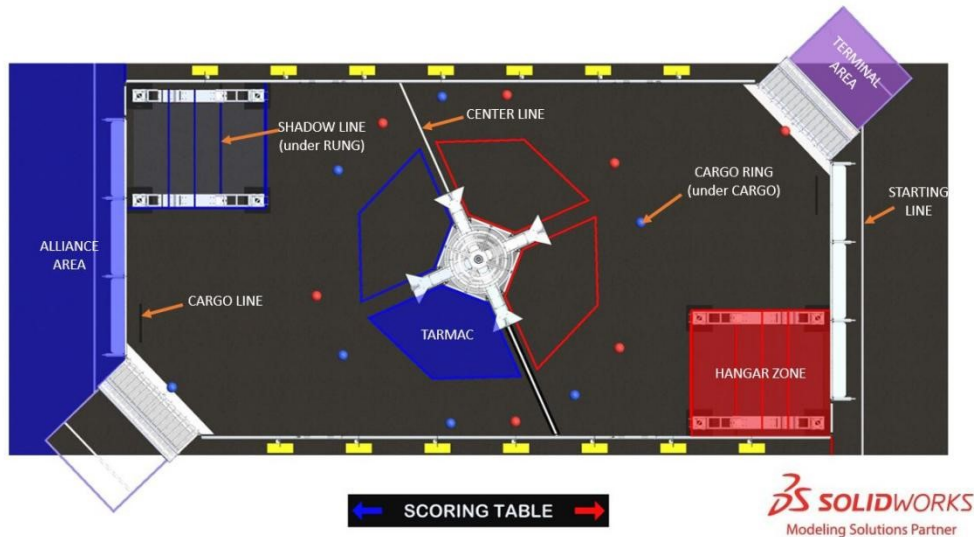 TERMINAL
AREA
CENTER LINE
SHADOW LINE
(under RUNG)
CARGO RING
(under CARGO)
STARTING
LINE
ALLIANCE
AREA
CARGO LINE
TARMAC
HANGAR ZONE
SCORING TABLE
SOLIDWORKS
Modeling Solutions Partner